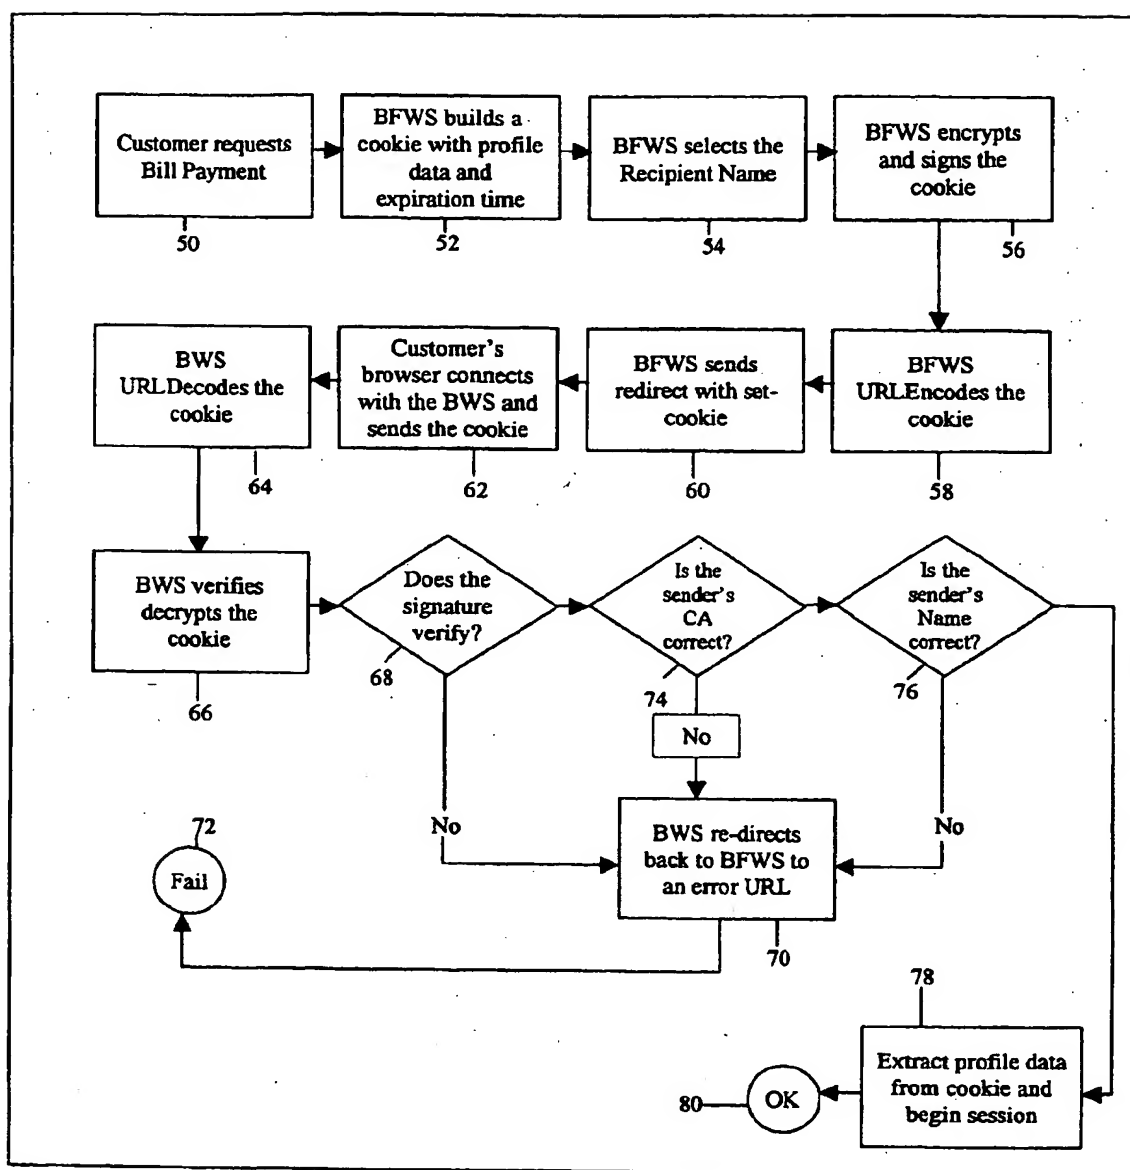 Customer requests
Bill Payment
50
BFWS builds a
cookie with profile
data and
expiration time
52
BFWS selects the
Recipient Name
54
BFWS encrypts
and signs the
cookie
56
BWS
URLDecodes the
cookie
64
Customer's
browser connects
with the BWS and
sends the cookie
62
BFWS sends
redirect with set-
cookie
60
BFWS
URLEncodes the
cookie
58
BWS verifies
decrypts the
cookie
66
Does the
signature
verify?
68
Is the
sender's
CA
correct?
74
Is the
sender's
Name
correct?
76
No
No
No
72
Fail
BWS re-directs
back to BFWS to
an error URL
70
78
Extract profile data
from cookie and
begin session
80
OK